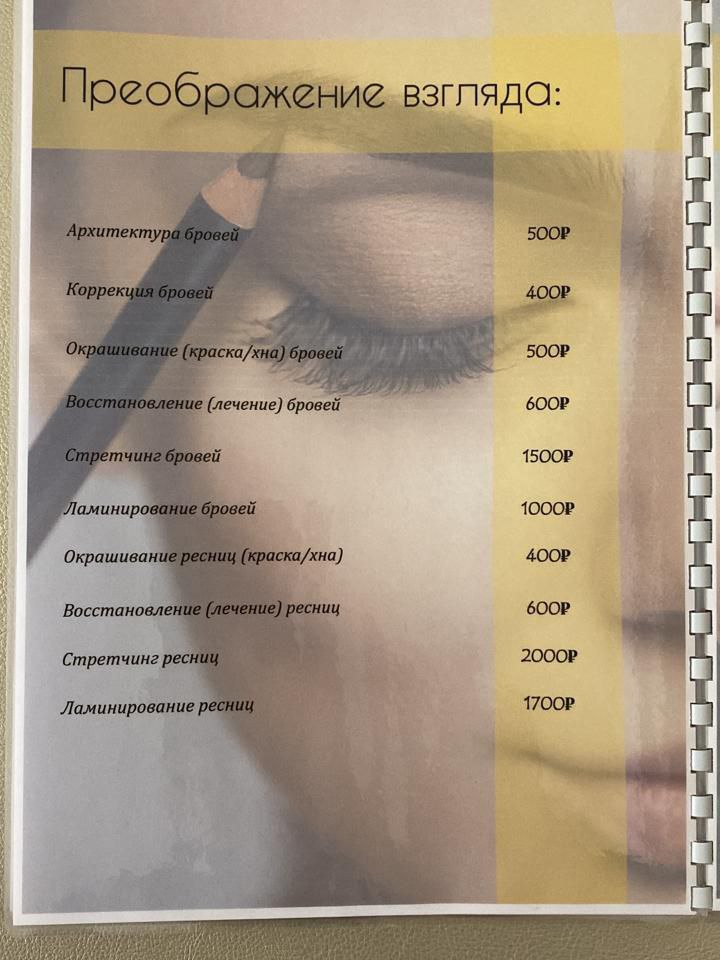 Преображение взгляда:
Архитектура бровей 500₽
Коррекция бровей 400₽
Окрашивание (краска/хна) бровей 500₽
Восстановление (лечение) бровей 600₽
Стретчинг бровей 1500₽
Ламинирование бровей 1000₽
Окрашивание ресниц (краска/хна) 400₽
Восстановление (лечение) ресниц 600₽
Стретчинг ресниц 2000₽
Ламинирование ресниц 1700₽